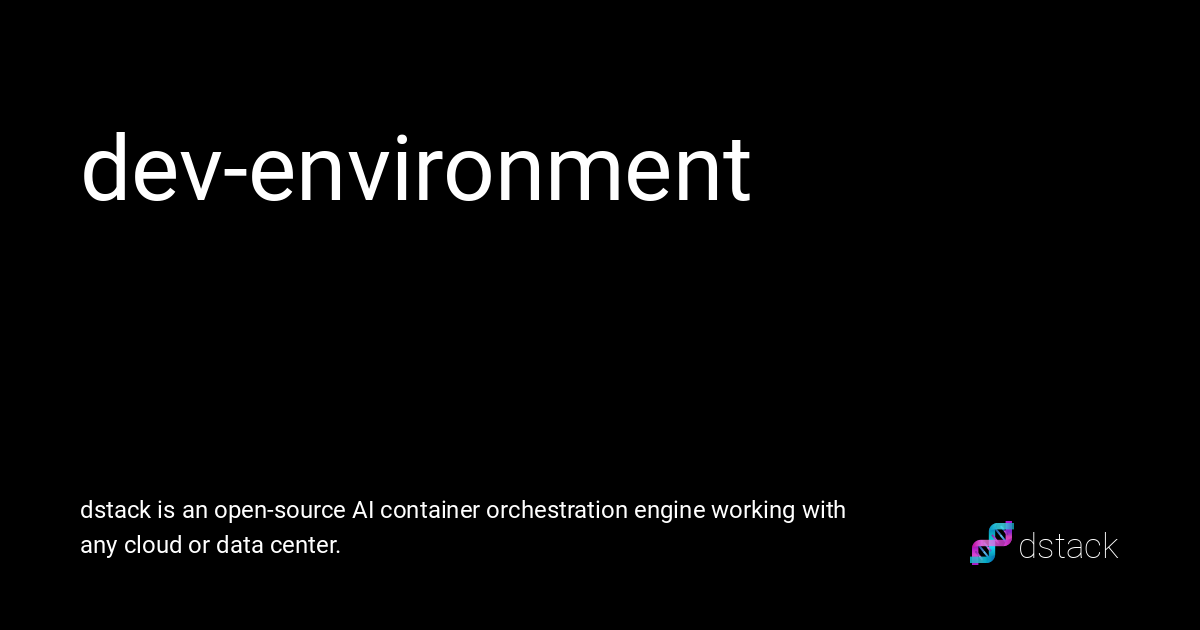 dev-environment
dstack is an open-source AI container orchestration engine working with
any cloud or data center.
dstack